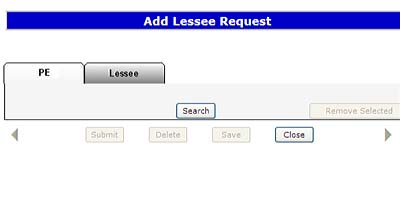 Add Lessee Request
PE Lessee
Search Remove Selected
Submit Delete Save Close